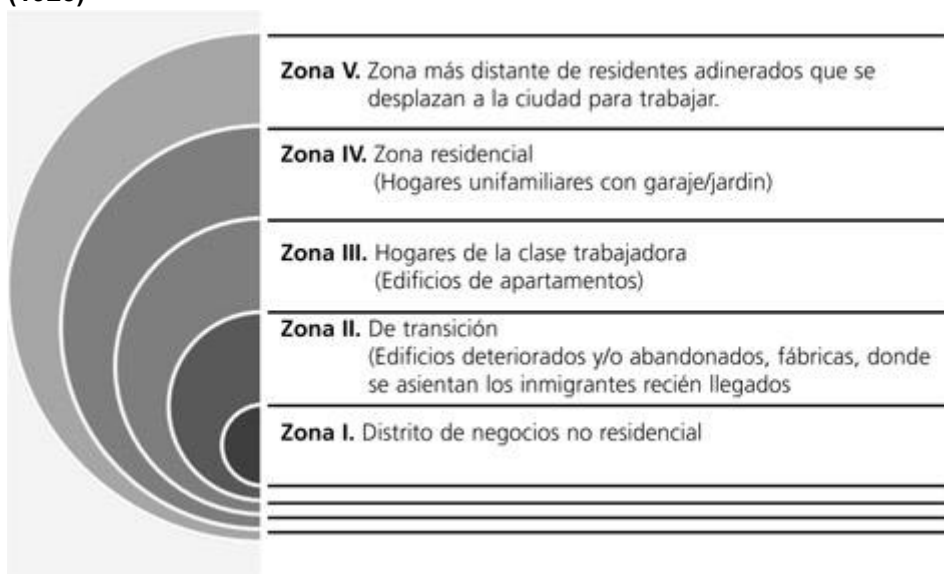 Zona V. Zona más distante de residentes adinerados que se
desplazan a la ciudad para trabajar.
Zona IV. Zona residencial
(Hogares unifamiliares con garaje/jardin)
Zona III. Hogares de la clase trabajadora
(Edificios de apartamentos)
Zona II. De transición
(Edificios deteriorados y/o abandonados, fábricas, donde
se asientan los inmigrantes recién llegados
Zona I. Distrito de negocios no residencial